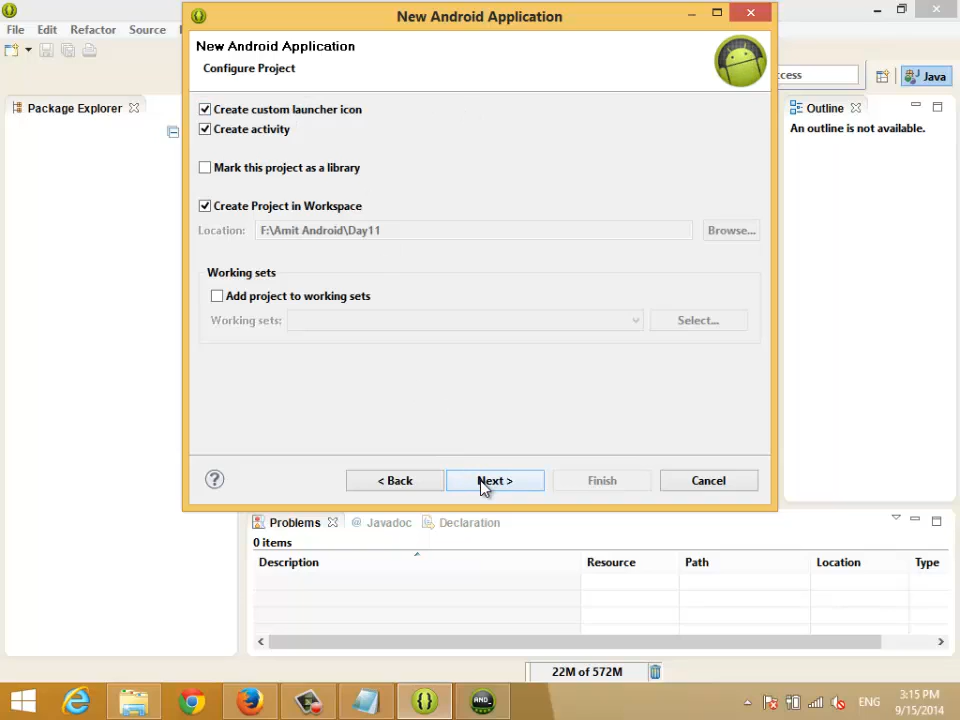 New Android Application
File Edit Refactor Source
New Android Application
Configure Project
ccess
Java
Package Explorer
Create custom launcher icon
Create activity
Outline
An outline is not available.
Mark this project as a library
Create Project in Workspace
Location: F:\Amit Android\Day11 Browse...
Working sets
Add project to working sets
Working sets: Select...
? < Back Next > Finish Cancel
Problems @ Javadoc Declaration
0 items
Description Resource Path Location Type
22M of 572M
{} AND_ ENG
3:15 PM
9/15/2014